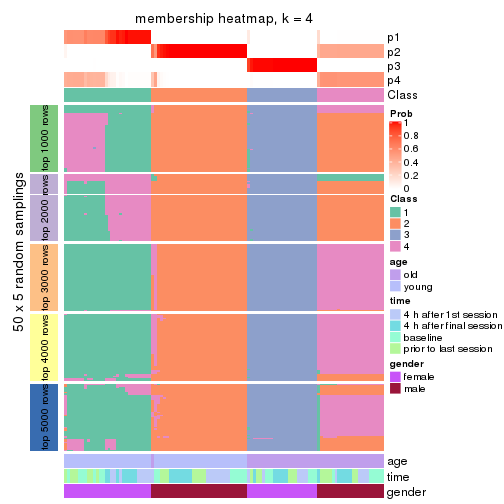 membership heatmap, k = 4
p1
p2
p3
p4
Class
50 x 5 random samplings
top 1000 rows
top 2000 rows
top 3000 rows
top 4000 rows
top 5000 rows
Prob
1
0.8
0.6
0.4
0.2
0
Class
1
2
3
4
age
old
young
time
4 h after 1st session
4 h after final session
baseline
prior to last session
gender
female
male
age
time
gender